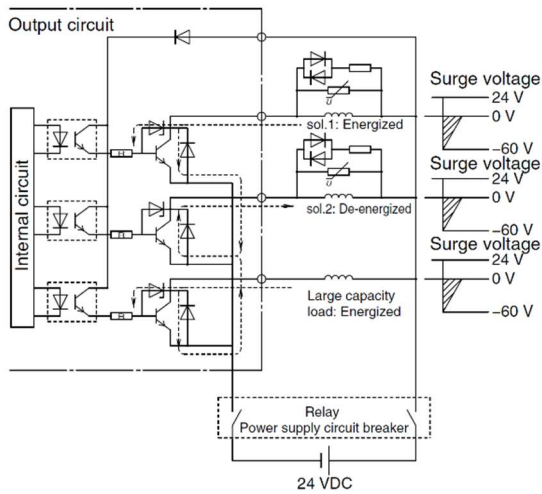 Output circuit
Internal circuit
Surge voltage
24 V
0 V
-60 V
sol.1: Energized
Surge voltage
24 V
0 V
-60 V
sol.2: De-energized
Surge voltage
24 V
0 V
-60 V
Large capacity
load: Energized
Relay
Power supply circuit breaker
24 VDC